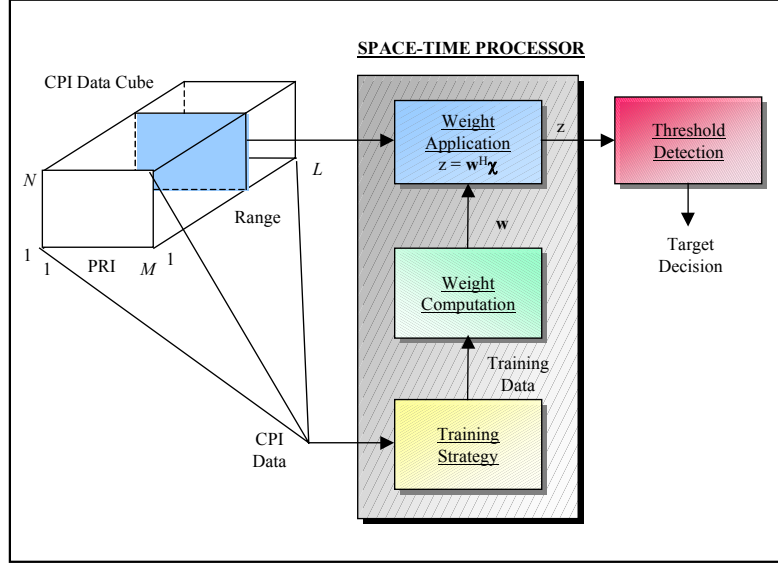 SPACE-TIME PROCESSOR
CPI Data Cube
Weight
Application
z = w^H χ
z
Threshold
Detection
N
L
Range
w
Target
Decision
1
1
PRI
M
1
Weight
Computation
Training
Data
CPI
Data
Training
Strategy